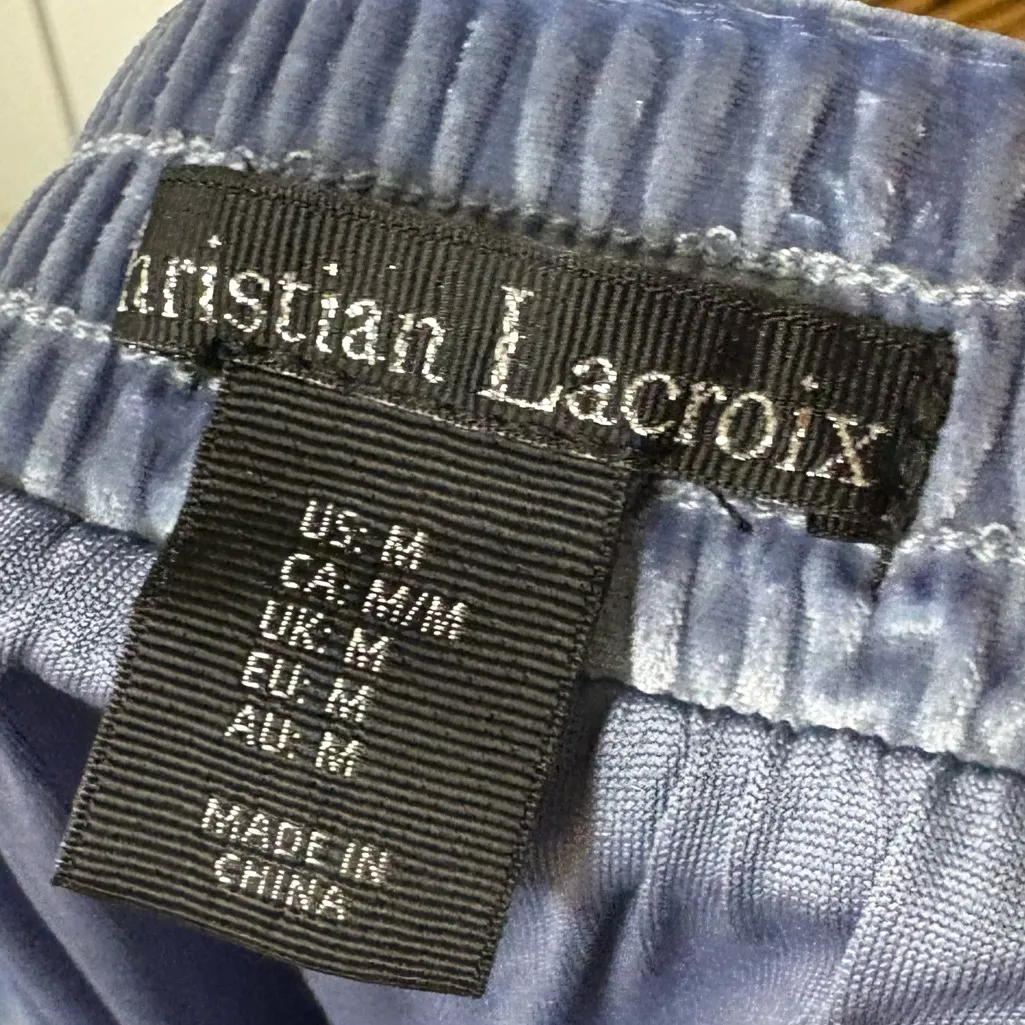 hristian Lacroix
US: M
CA: M/M
UK: M
EU: M
AU: M
MADE IN
CHINA